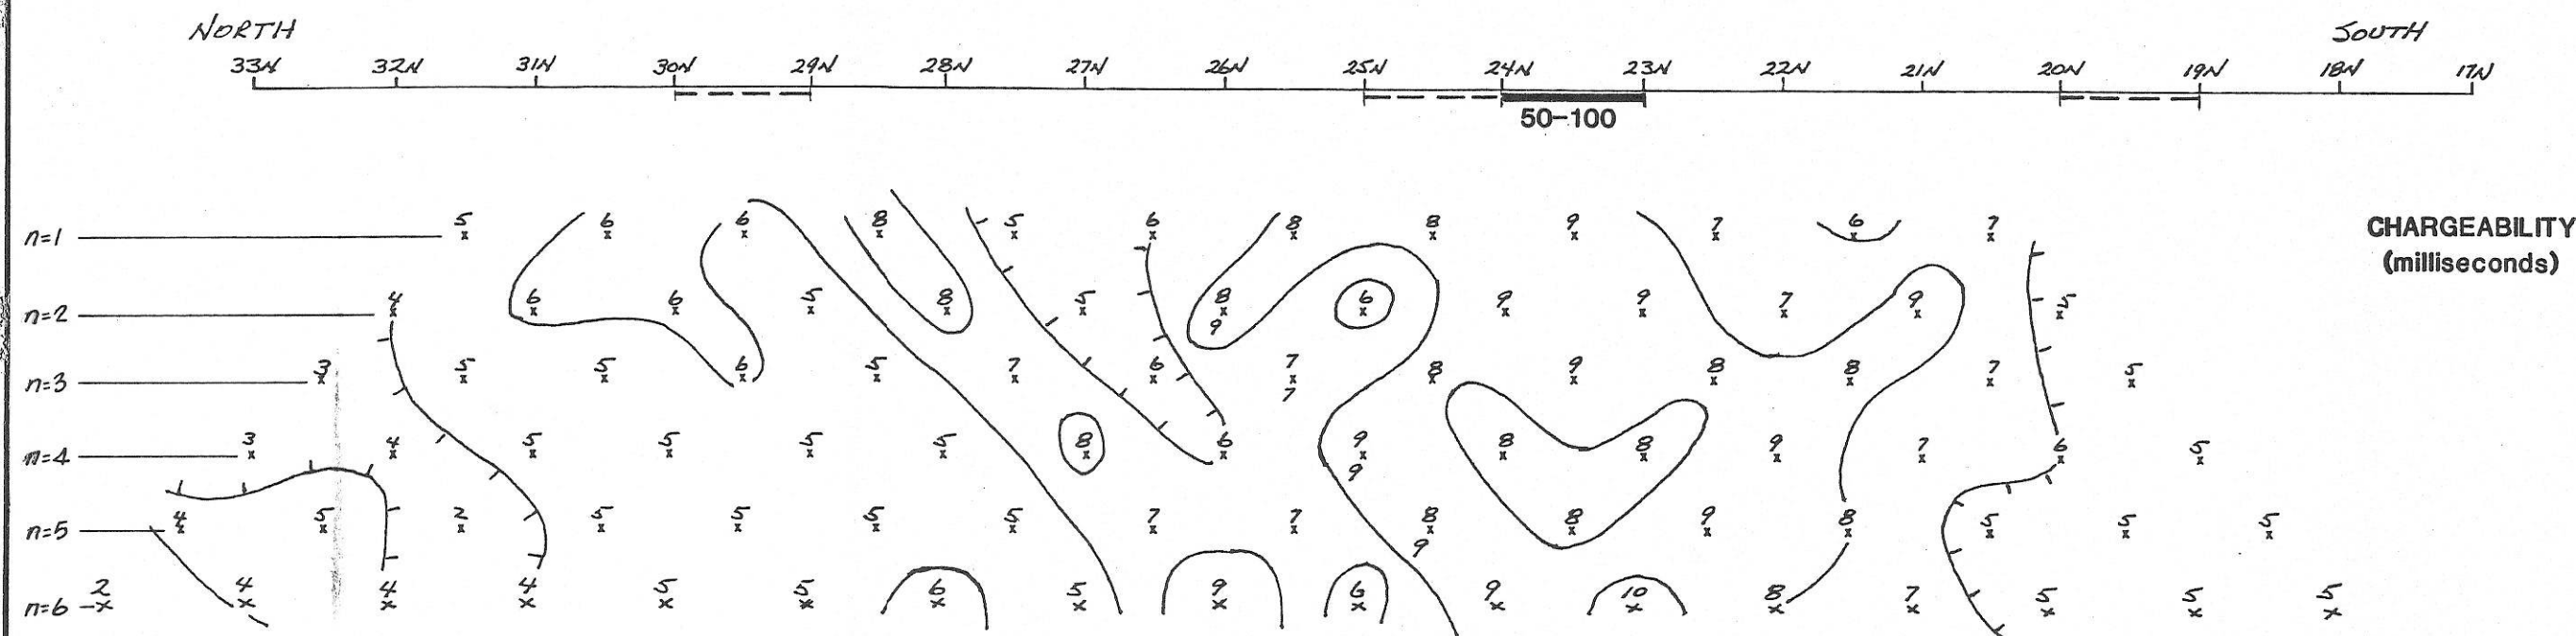 NORTH SOUTH
33N 32N 31N 30N 29N 28N 27N 26N 25N 24N 23N 22N 21N 20N 19N 18N 17N
50-100
n=1 5 6 6 8 5 6 8 8 9 7 6 7
CHARGEABILITY
(milliseconds)
n=2 4 6 6 5 8 5 8 6 9 9 7 9 5
9
n=3 3 5 5 6 5 7 6 7 8 9 8 8 7 5
7
n=4 3 4 5 5 5 5 8 6 9 8 8 9 7 6 5
9
n=5 4 5 2 5 5 5 5 7 7 8 8 9 8 5 5 5
9
n=6 2 4 4 4 5 5 6 5 9 6 9 10 8 7 5 5 5